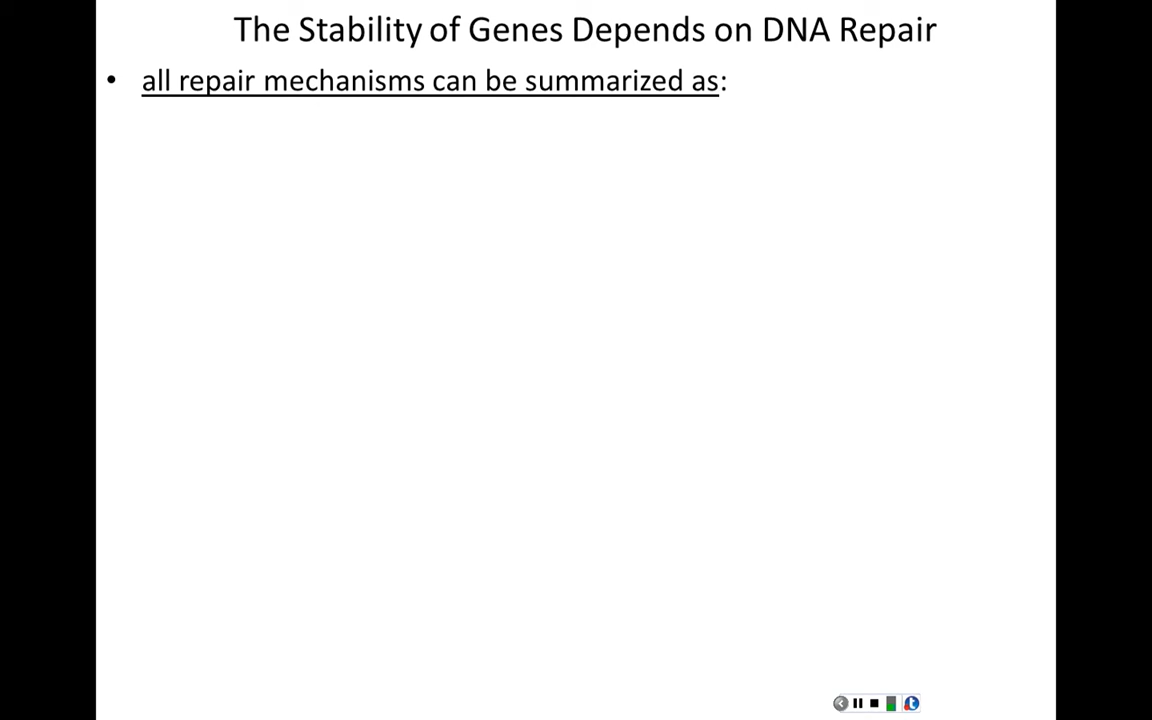 The Stability of Genes Depends on DNA Repair
• all repair mechanisms can be summarized as: